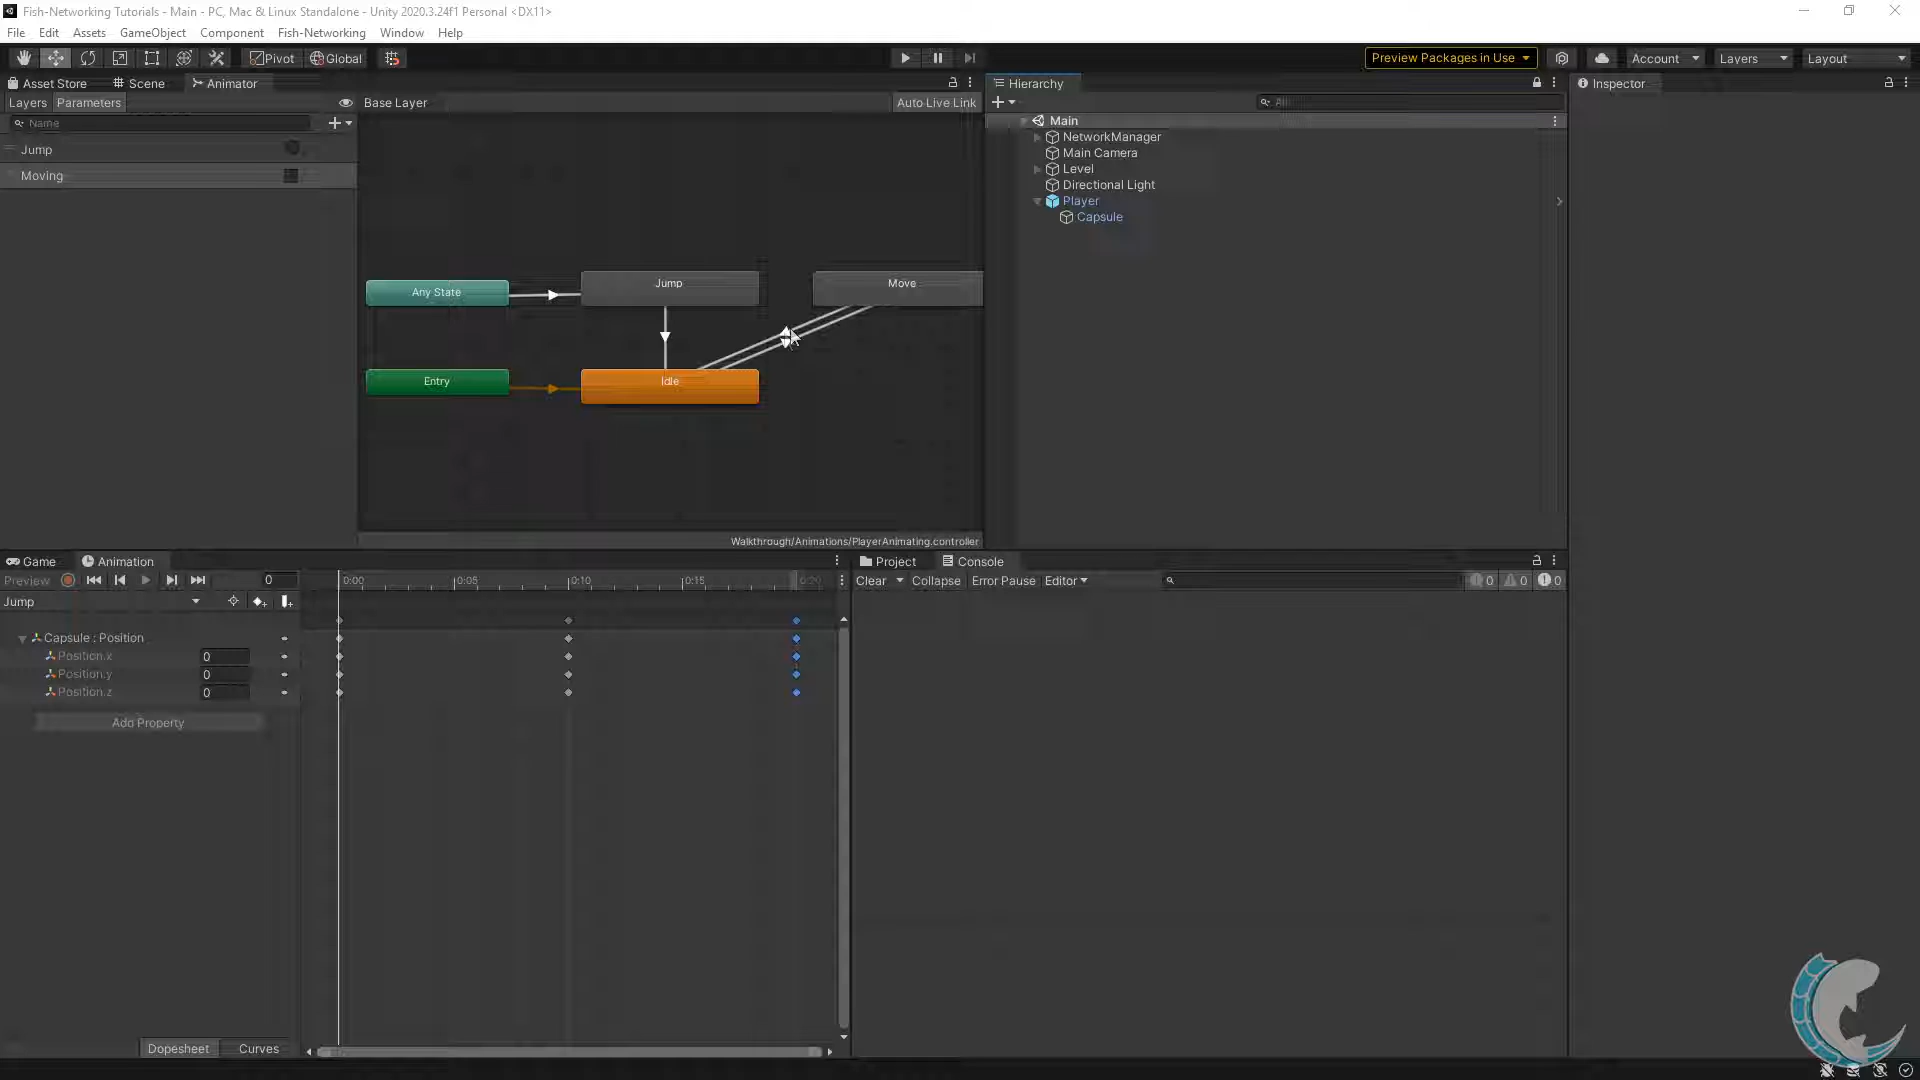 Fish-Networking Tutorials - Main - PC, Mac & Linux Standalone - Unity 2020.3.24f1 Personal <DX11>
File Edit Assets GameObject Component Fish-Networking Window Help
Pivot Global Preview Packages in Use Account Layers Layout
Asset Store Scene Animator
Layers Parameters Base Layer Auto Live Link
Name
Jump
Moving
Any State
Jump
Move
Entry
Idle
Walkthrough/Animations/PlayerAnimating.controller
Hierarchy
All
Main
NetworkManager
Main Camera
Level
Directional Light
Player
Capsule
Inspector
Game Animation
Preview 0 0:00 0:05 0:10 0:15 0:20
Jump
Capsule : Position
Position.x 0
Position.y 0
Position.z 0
Add Property
Dopesheet Curves
Project Console
Clear Collapse Error Pause Editor 0 0 0